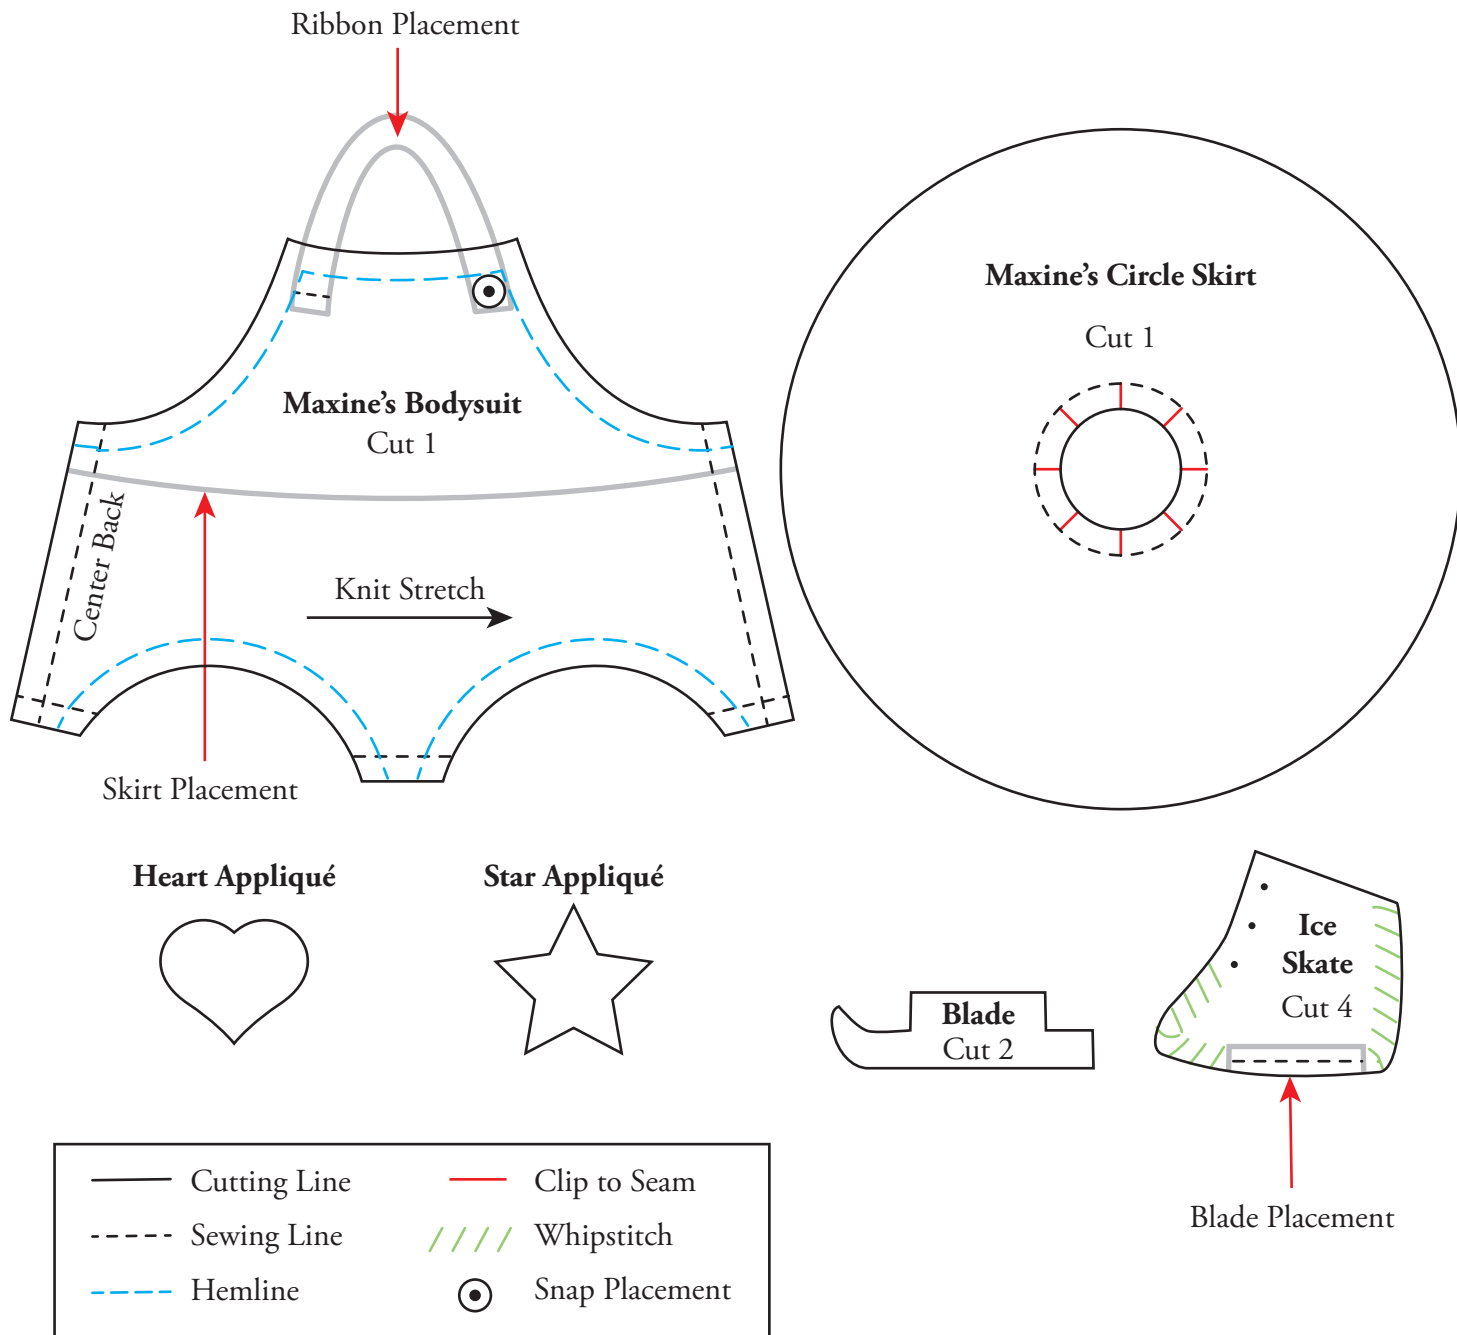 Ribbon Placement
Maxine’s Circle Skirt
Cut 1
Maxine’s Bodysuit
Cut 1
Center Back
Knit Stretch
Skirt Placement
Heart Appliqué
Star Appliqué
Blade
Cut 2
Ice
Skate
Cut 4
Blade Placement
Cutting Line
Sewing Line
Hemline
Clip to Seam
Whipstitch
Snap Placement